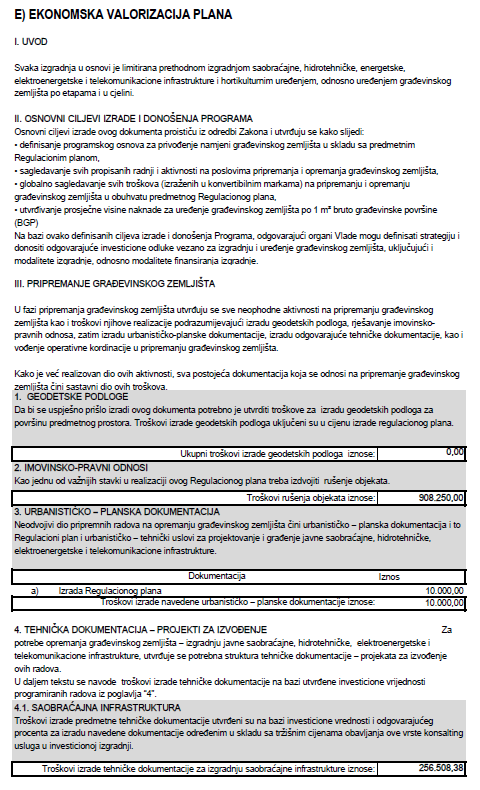 E) EKONOMSKA VALORIZACIJA PLANA
I. UVOD
Svaka izgradnja u osnovi je limitirana prethodnom izgradnjom saobraćajne, hidrotehničke, energetske,
elektroenergetske i telekomunikacione infrastrukture i hortikulturnim uređenjem, odnosno uređenjem građevinskog
zemljišta po etapama i u cjelini.
II. OSNOVNI CILJEVI IZRADE I DONOŠENJA PROGRAMA
Osnovni ciljevi izrade ovog dokumenta proističu iz odredbi Zakona i utvrđuju se kako slijedi:
• definisanje programskog osnova za privođenje namjeni građevinskog zemljišta u skladu sa predmetnim
Regulacionim planom,
• sagledavanje svih propisanih radnji i aktivnosti na poslovima pripremanja i opremanja građevinskog zemljišta,
• globalno sagledavanje svih troškova (izraženih u konvertibilnim markama) na pripremanju i opremanju
građevinskog zemljišta u obuhvatu predmetnog Regulacionog plana,
• utvrđivanje prosječne visine naknade za uređenje građevinskog zemljišta po 1 m² bruto građevinske površine
(BGP)
Na bazi ovako definisanih ciljeva izrade i donošenja Programa, odgovarajući organi Vlade mogu definisati strategiju i
donositi odgovarajuće investicione odluke vezano za izgradnju i uređenje građevinskog zemljišta, uključujući i
modalitete izgradnje, odnosno modalitete finansiranja izgradnje.
III. PRIPREMANJE GRAĐEVINSKOG ZEMLJIŠTA
U fazi pripremanja građevinskog zemljišta utvrđuju se sve neophodne aktivnosti na pripremanju građevinskog
zemljišta kao i troškovi njihove realizacije podrazumijevajući izradu geodetskih podloga, rješavanje imovinsko-
pravnih odnosa, zatim izradu urbanističko-planske dokumentacije, izradu odgovarajuće tehničke dokumentacije, kao i
vođenje operativne kordinacije u pripremanju građevinskog zemljišta.
Kako je već realizovan dio ovih aktivnosti, sva postojeća dokumentacija koja se odnosi na pripremanje građevinskog
zemljišta čini sastavni dio ovih troškova.
1. GEODETSKE PODLOGE
Da bi se uspješno prišlo izradi ovog dokumenta potrebno je utvrditi troškove za izradu geodetskih podloga za
površinu predmetnog prostora. Troškovi izrade geodetskih podloga uključeni su u cijenu izrade regulacionog plana.
Ukupni troškovi izrade geodetskih podloga iznose: 0,00
2. IMOVINSKO-PRAVNI ODNOSI
Kao jednu od važnijih stavki u realizaciji ovog Regulacionog plana treba izdvojiti rušenje objekata.
Troškovi rušenja objekata iznose: 908.250,00
3. URBANISTIČKO – PLANSKA DOKUMENTACIJA
Neodvojivi dio pripremnih radova na opremanju građevinskog zemljišta čini urbanističko – planska dokumentacija i to
Regulacioni plan i urbanističko – tehnički uslovi za projektovanje i građenje javne saobraćajne, hidrotehničke,
elektroenergetske i telekomunikacione infrastrukture.
Dokumentacija Iznos
a) Izrada Regulacionog plana 10.000,00
Troškovi izrade navedene urbanističko – planske dokumentacije iznose: 10.000,00
4. TEHNIČKA DOKUMENTACIJA – PROJEKTI ZA IZVOĐENJE Za
potrebe opremanja građevinskog zemljišta – izgradnju javne saobraćajne, hidrotehničke, elektroenergetske i
telekomunikacione infrastrukture, utvrđuje se potrebna struktura tehničke dokumentacije – projekata za izvođenje
ovih radova.
U daljem tekstu se navode troškovi izrade tehničke dokumentacije na bazi utvrđene investicione vrijednosti
programiranih radova iz poglavlja “4”.
4.1. SAOBRAĆAJNA INFRASTRUKTURA
Troškovi izrade predmetne tehničke dokumentacije utvrđeni su na bazi investicione vrednosti i odgovarajućeg
procenta za izradu navedene dokumentacije određenim u skladu sa tržišnim cijenama obavljanja ove vrste konsalting
usluga u investicionoj izgradnji.
Troškovi izrade tehničke dokumentacije za izgradnju saobraćajne infrastrukture iznose: 256.508,38